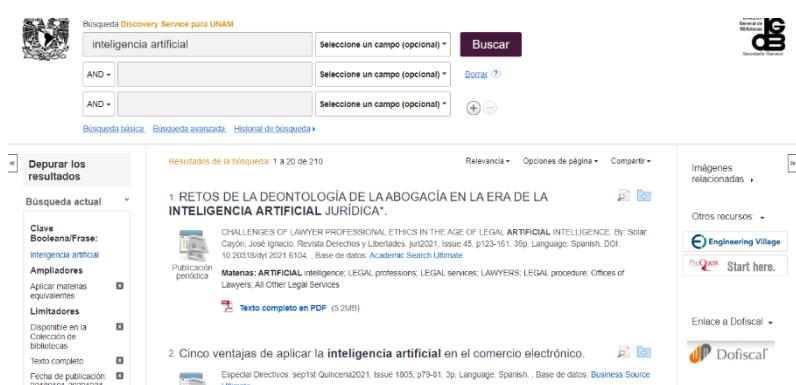 Búsqueda Discovery Service para UNAM
inteligencia artificial
Seleccione un campo (opcional)
Buscar
AND
Seleccione un campo (opcional)
Borrar ?
AND
Seleccione un campo (opcional)
Búsqueda básica Búsqueda avanzada Historial de búsqueda
General de
Bibliotecas
Secretaría General
«
Depurar los
resultados
Búsqueda actual
Clave
Booleana/Frase:
inteligencia artificial
Ampliadores
Aplicar materias
equivalentes
Limitadores
Disponible en la
Colección de
bibliotecas
Texto completo
Fecha de publicación:
Resultados de la búsqueda: 1 a 20 de 210
Relevancia Opciones de página Compartir
1. RETOS DE LA DEONTOLOGÍA DE LA ABOGACÍA EN LA ERA DE LA
INTELIGENCIA ARTIFICIAL JURÍDICA*.
CHALLENGES OF LAWYER PROFESSIONAL ETHICS IN THE AGE OF LEGAL ARTIFICIAL INTELLIGENCE. By: Solar
Cayón, José Ignacio. Revista Derechos y Libertades. jun2021, Issue 45, p123-161. 39p. Language: Spanish. DOI:
10.20318/dyl.2021.6104. , Base de datos: Academic Search Ultimate
Publicación
periódica
Materias: ARTIFICIAL intelligence; LEGAL professions; LEGAL services; LAWYERS; LEGAL procedure; Offices of
Lawyers; All Other Legal Services
Texto completo en PDF (5.2MB)
2. Cinco ventajas de aplicar la inteligencia artificial en el comercio electrónico.
Especial Directivos. sep1st Quincena2021, Issue 1805, p79-81. 3p. Language: Spanish. , Base de datos: Business Source
Ultimate
»
Imágenes
relacionadas
Otros recursos:
Engineering Village
ProQuest Start here.
Enlace a Dofiscal
Dofiscal